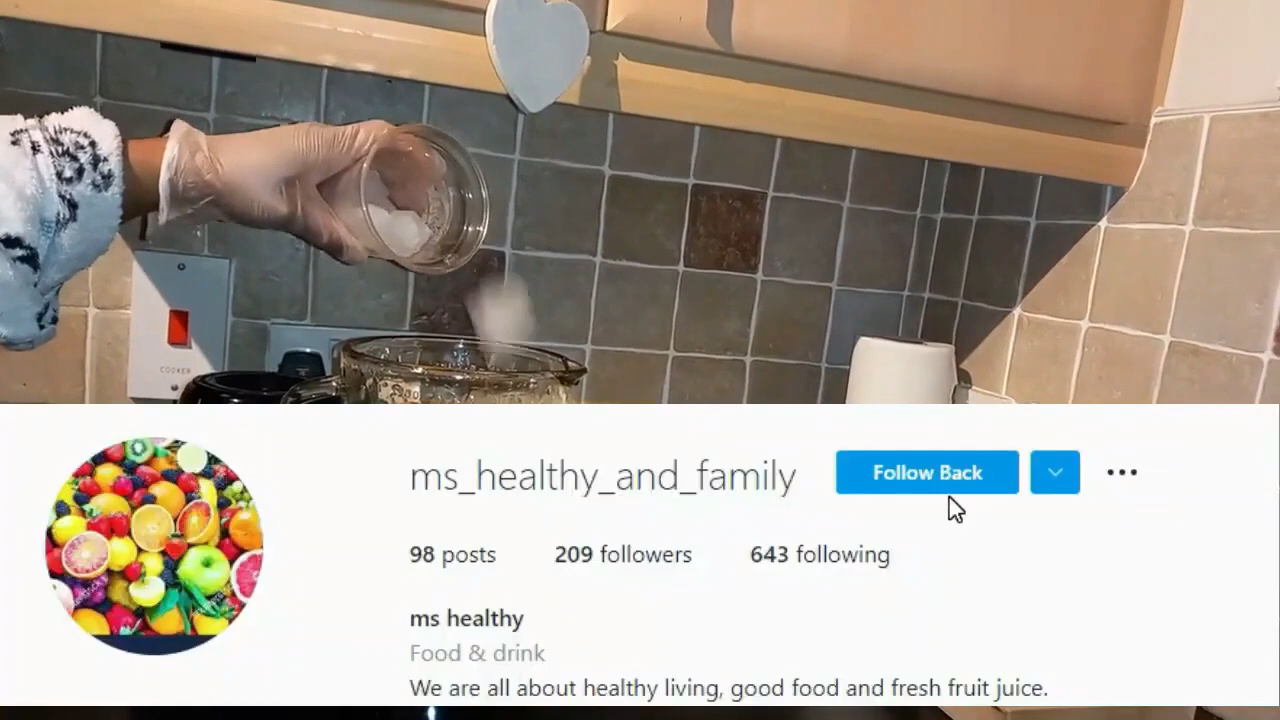 COOKER
ms_healthy_and_family Follow Back
98 posts 209 followers 643 following
ms healthy
Food & drink
We are all about healthy living, good food and fresh fruit juice.